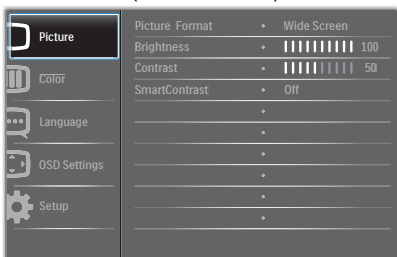 Picture
Color
Language
OSD Settings
Setup
Picture Format • Wide Screen
Brightness • 100
Contrast • 50
SmartContrast • Off
•
•
•
•
•
•